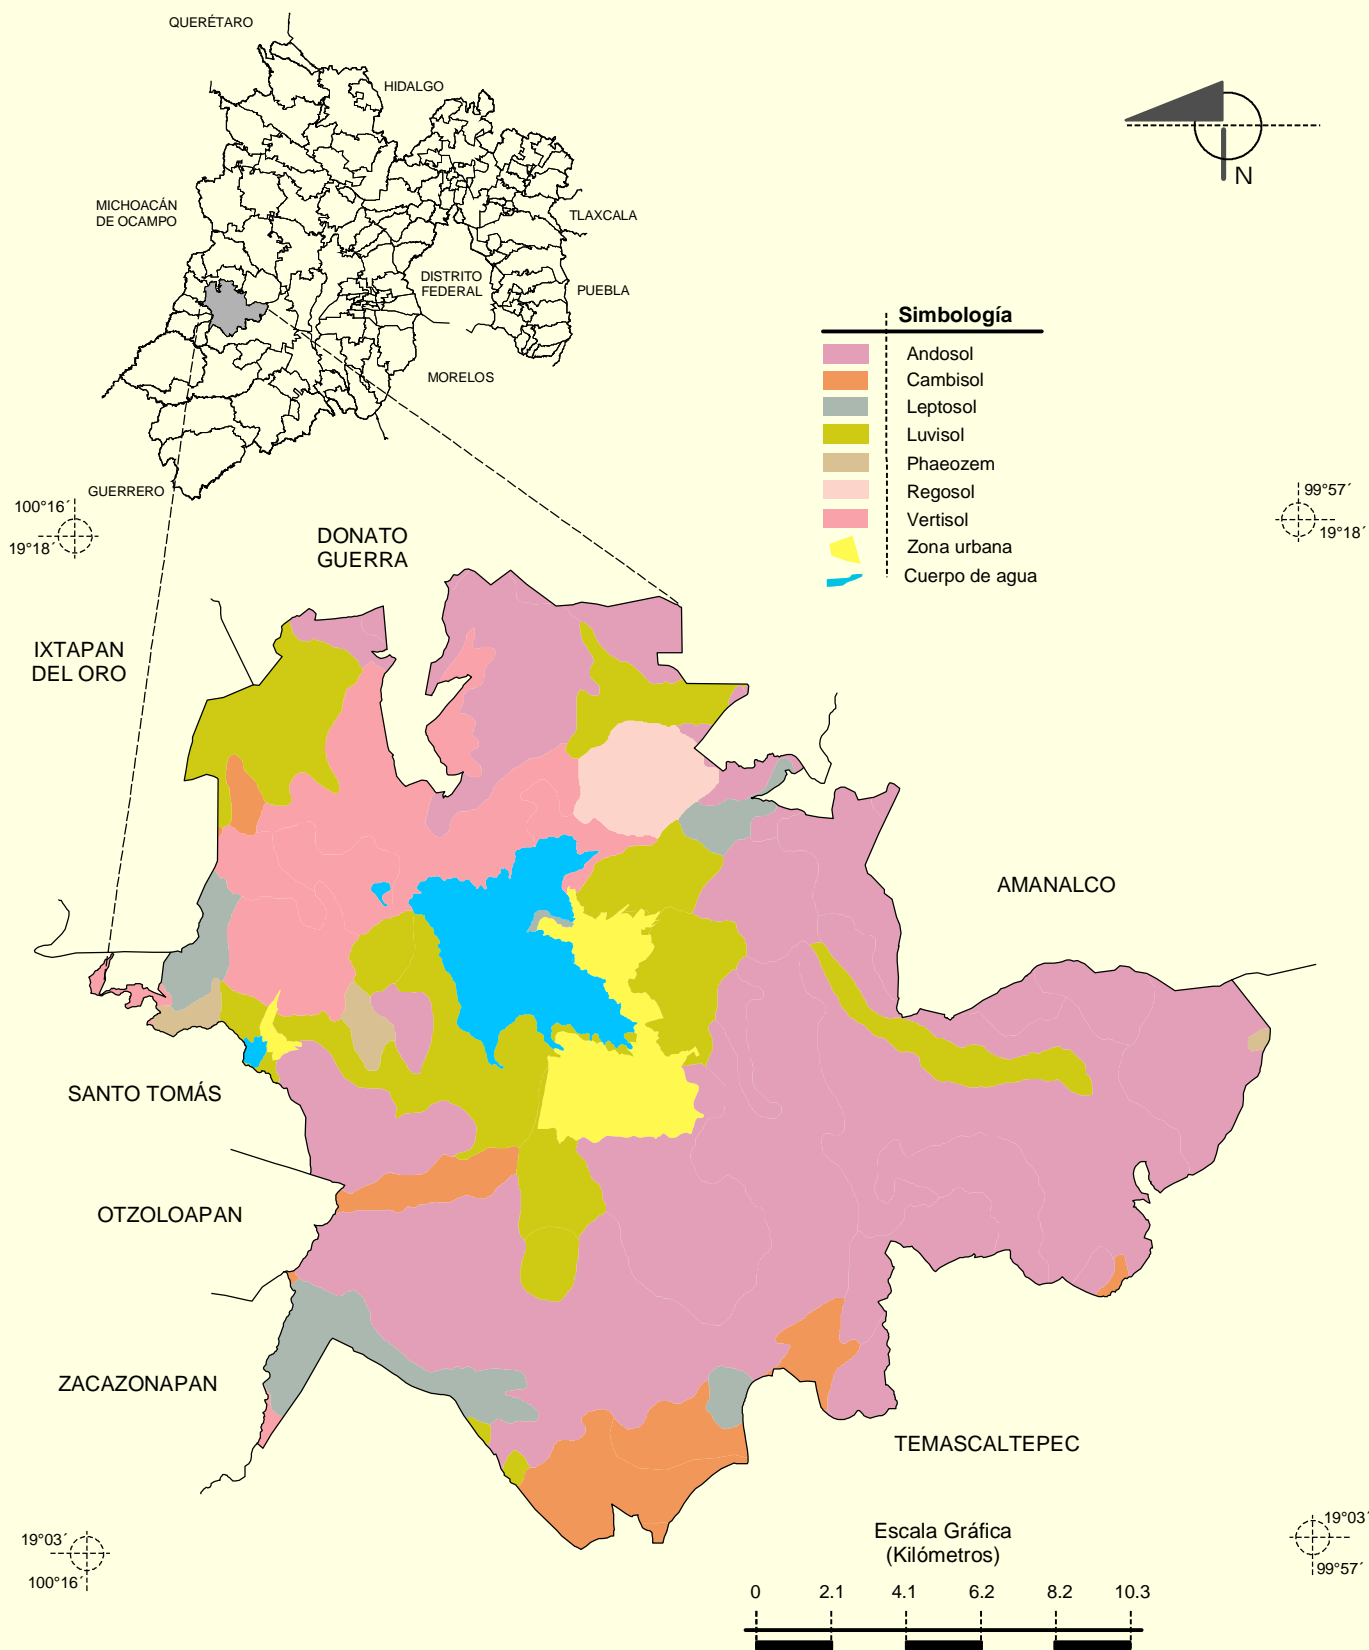 QUERÉTARO
HIDALGO
MICHOACÁN
DE OCAMPO
TLAXCALA
DISTRITO
FEDERAL
PUEBLA
MORELOS
GUERRERO
N
Simbología
Andosol
Cambisol
Leptosol
Luvisol
Phaeozem
Regosol
Vertisol
Zona urbana
Cuerpo de agua
100°16´
19°18´
99°57´
19°18´
DONATO
GUERRA
IXTAPAN
DEL ORO
AMANALCO
SANTO TOMÁS
OTZOLOAPAN
ZACAZONAPAN
TEMASCALTEPEC
19°03´
100°16´
19°03´
99°57´
Escala Gráfica
(Kilómetros)
0 2.1 4.1 6.2 8.2 10.3